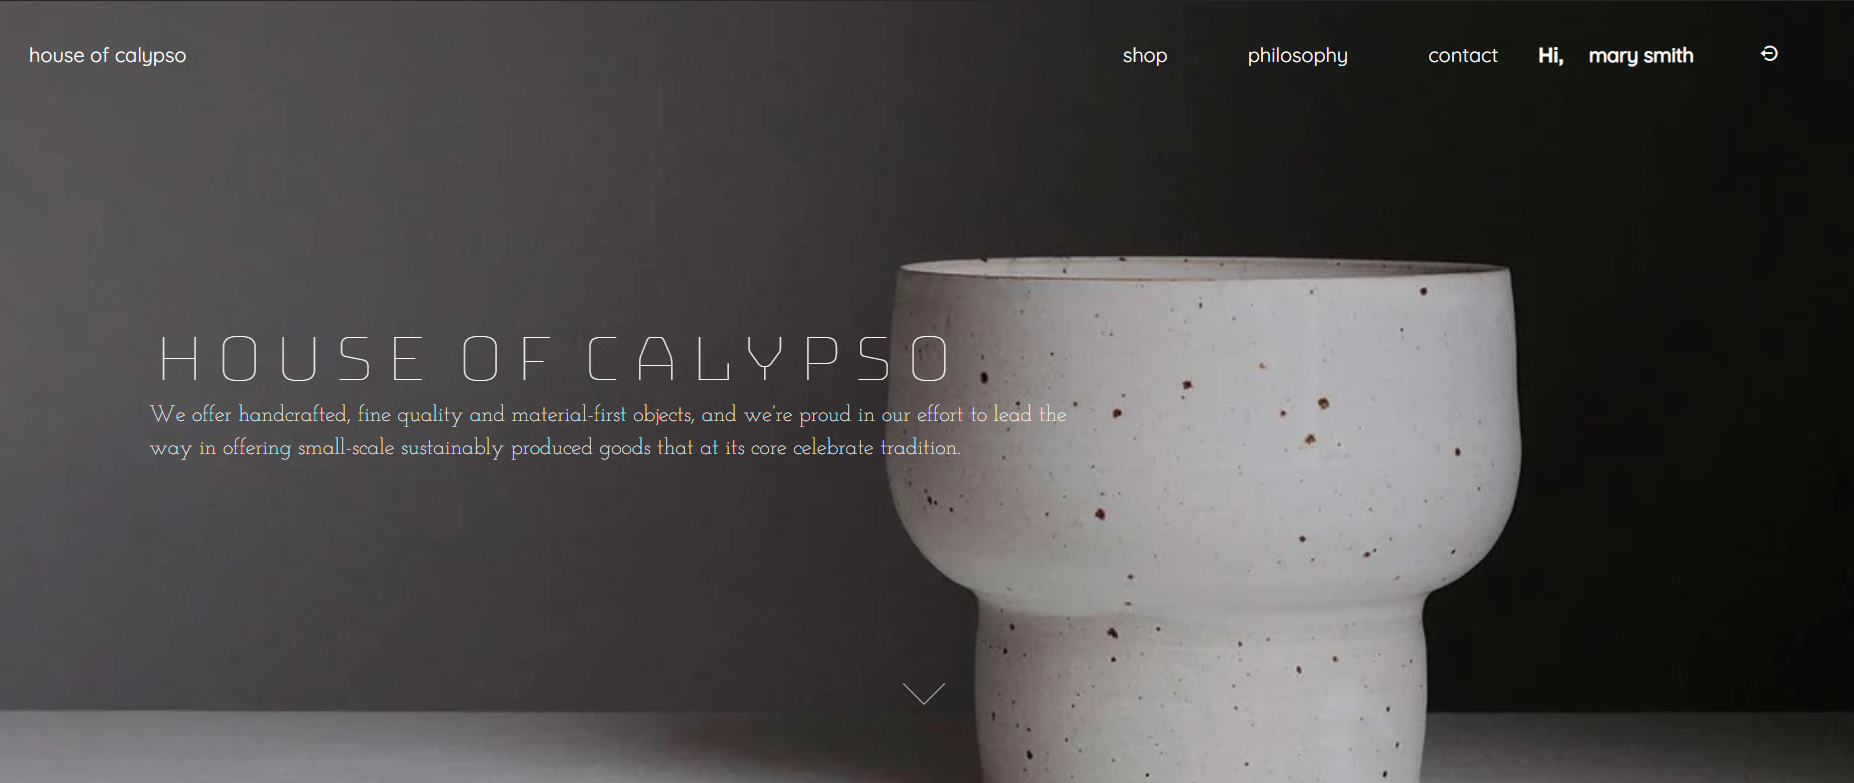 house of calypso
shop philosophy contact Hi, mary smith
HOUSE OF CALYPSO
We offer handcrafted, fine quality and material-first objects, and we're proud in our effort to lead the
way in offering small-scale sustainably produced goods that at its core celebrate tradition.